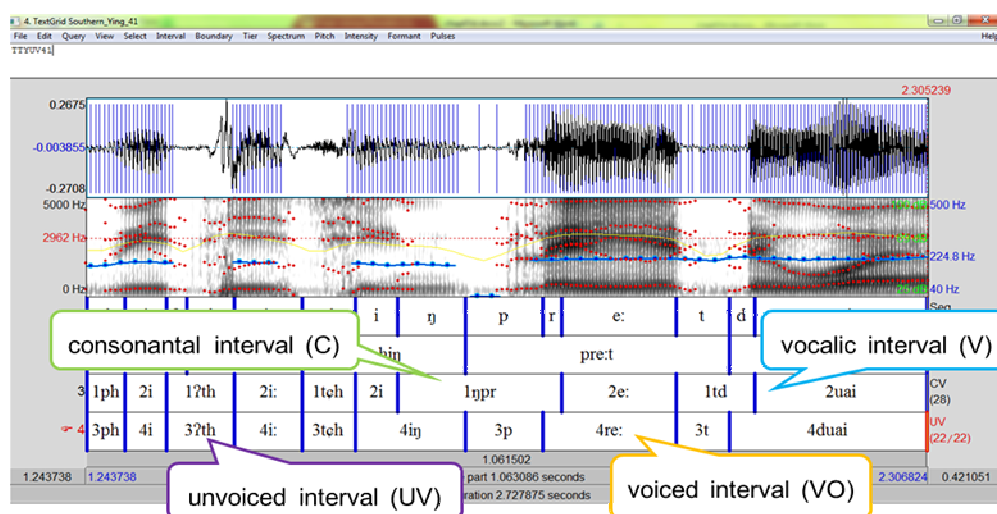 4. TextGrid Southern_Ying_41
File Edit Query View Select Interval Boundary Tier Spectrum Pitch Intensity Formant Pulses Help
TTYUV41
2.305239
0.2675
-0.003855
-0.2708
5000 Hz 500 Hz
2962 Hz
224.8 Hz
0 Hz 40 Hz
i ŋ p r e: t d
consonantal interval (C)
pre:t
vocalic interval (V)
3 1ph 2i 1?th 2i: 1tɕh 2i 1ŋpr 2e: 1td 2uai CV
(28)
4 3ph 4i 3?th 4i: 3tɕh 4iŋ 3p 4re: 3t 4duai UV
(22/22)
1.061502
1.243738 1.243738 part 1.063086 seconds 2.306824 0.421051
unvoiced interval (UV)
2.727875 seconds
voiced interval (VO)